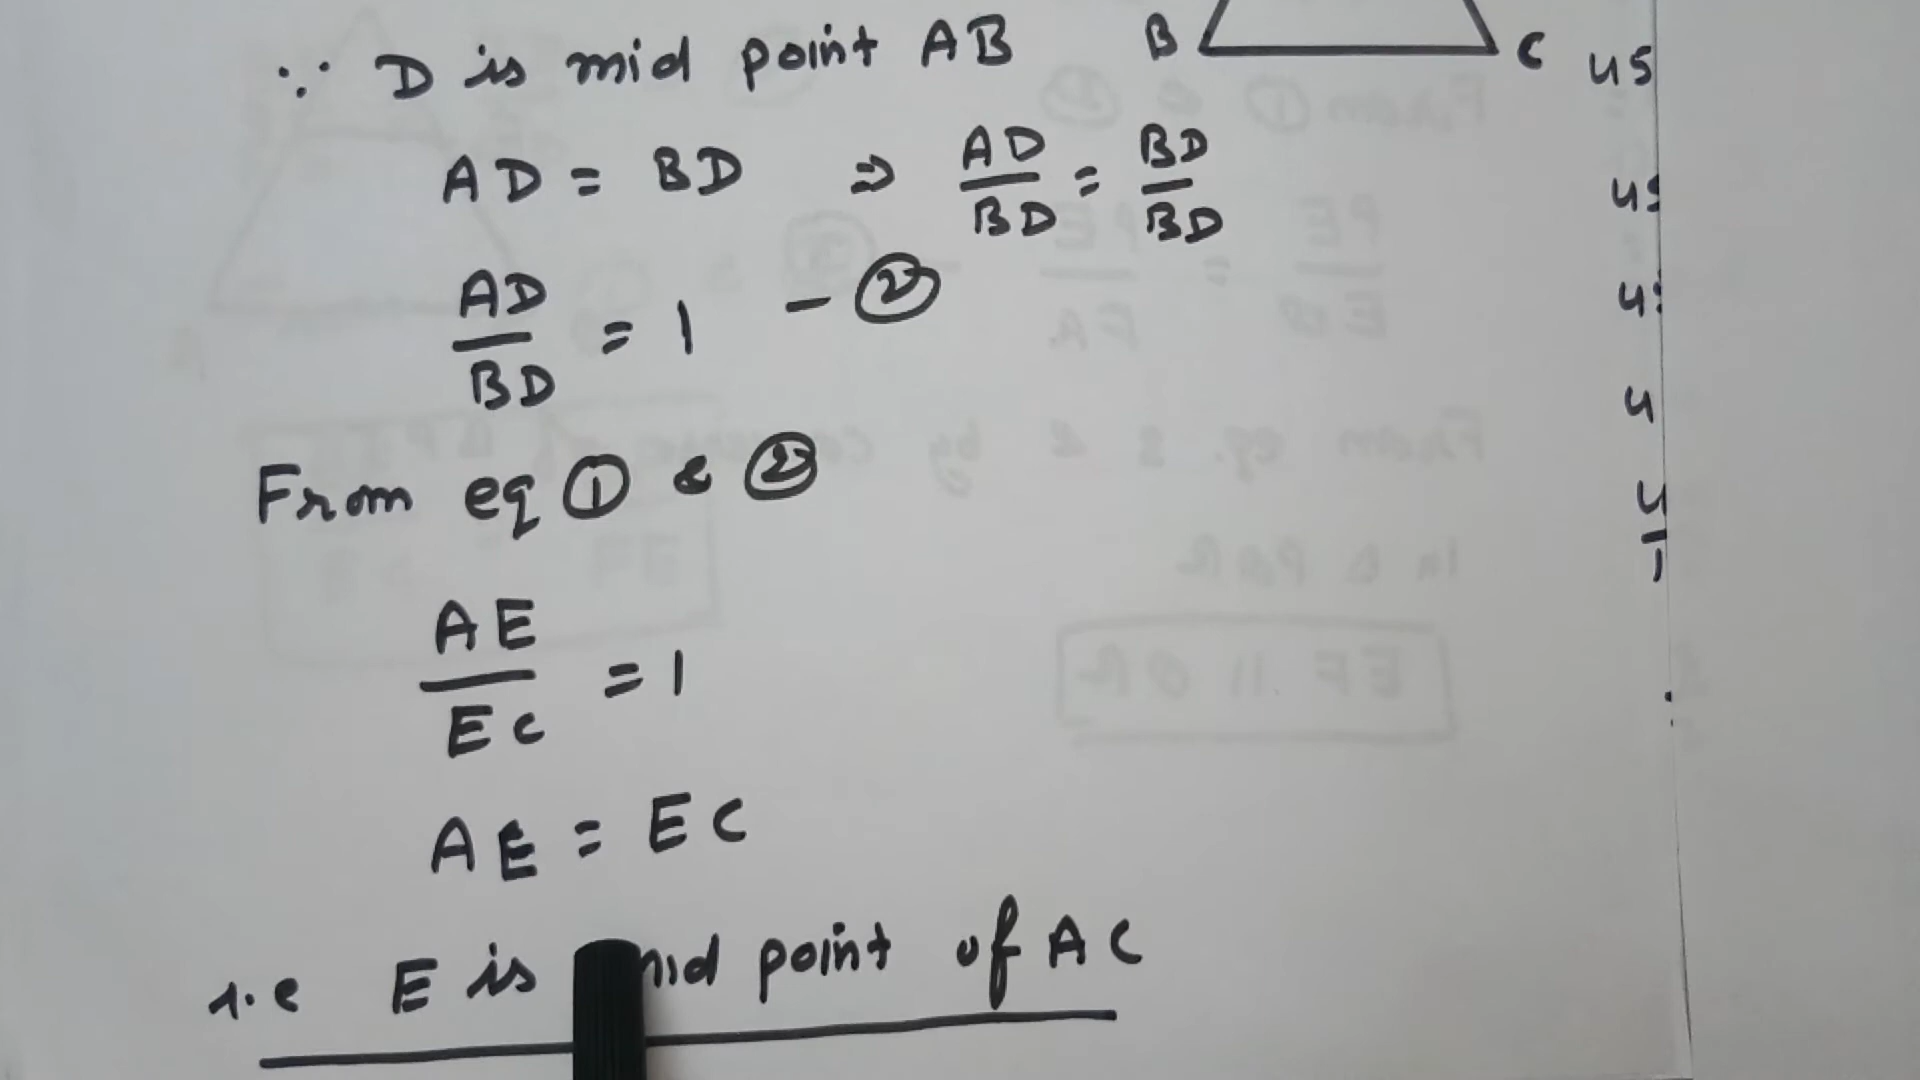 ∵ D is mid point AB
B C
AD = BD ⇒ AD/BD = BD/BD
AD/BD = 1 - ②
From eq ① & ②
AE/EC = 1
AE = EC
i.e E is mid point of AC